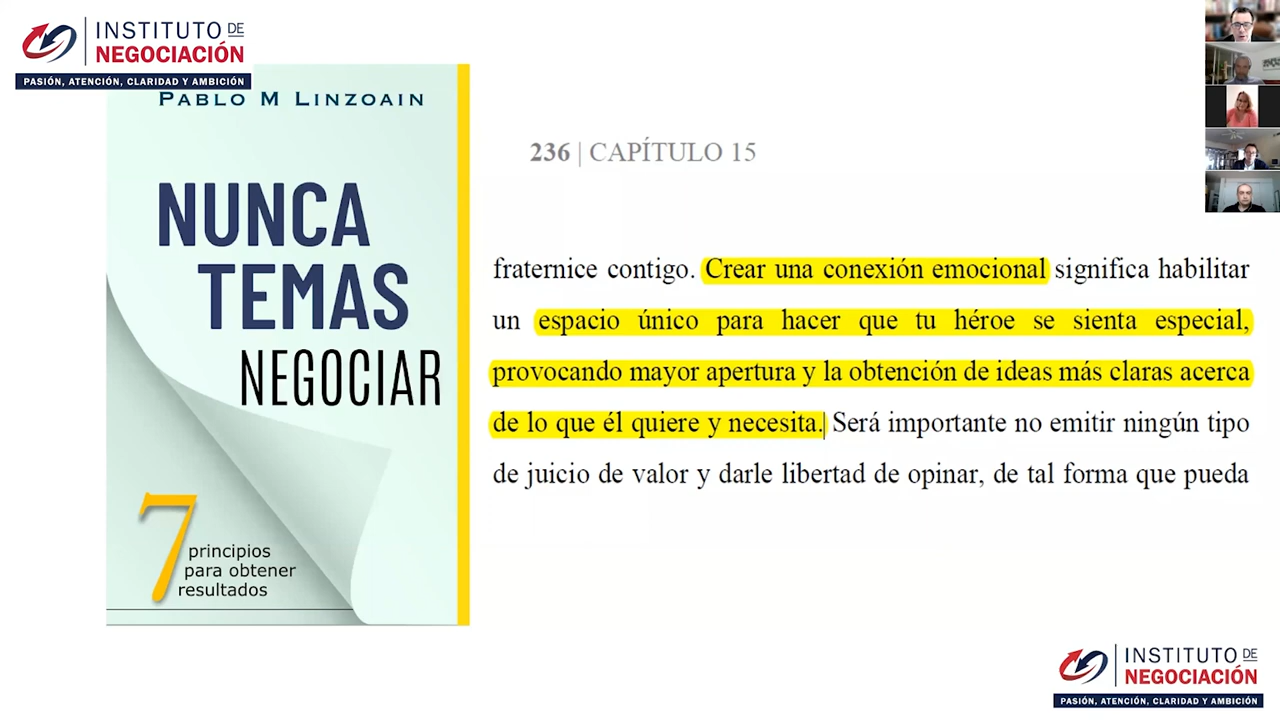 INSTITUTO DE
NEGOCIACIÓN
PASIÓN, ATENCIÓN, CLARIDAD Y AMBICIÓN
PABLO M LINZOAIN
NUNCA
TEMAS
NEGOCIAR
7
principios
para obtener
resultados
236 | CAPÍTULO 15
fraternice contigo. Crear una conexión emocional significa habilitar
un espacio único para hacer que tu héroe se sienta especial,
provocando mayor apertura y la obtención de ideas más claras acerca
de lo que él quiere y necesita. Será importante no emitir ningún tipo
de juicio de valor y darle libertad de opinar, de tal forma que pueda
INSTITUTO DE
NEGOCIACIÓN
PASIÓN, ATENCIÓN, CLARIDAD Y AMBICIÓN